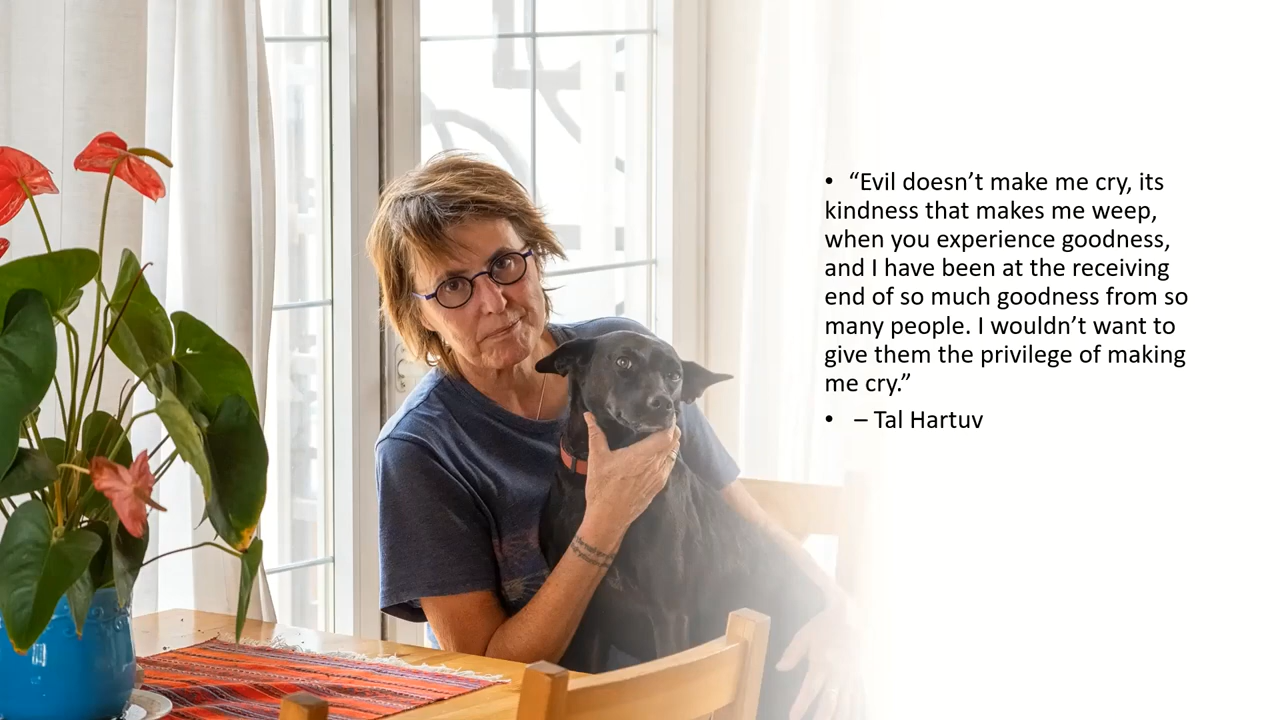 • “Evil doesn’t make me cry, its
kindness that makes me weep,
when you experience goodness,
and I have been at the receiving
end of so much goodness from so
many people. I wouldn’t want to
give them the privilege of making
me cry.”
• – Tal Hartuv